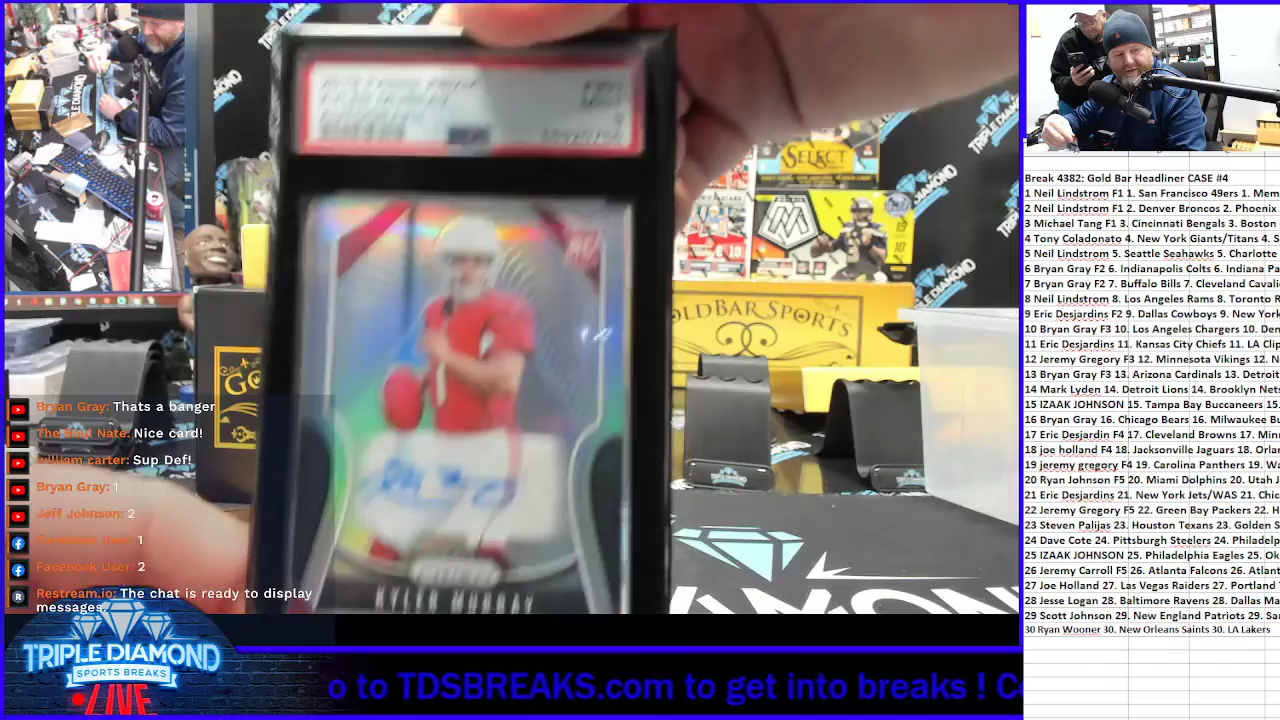 SELECT
OLDBAR SPORTS
KYLER MU
Bryan Gray: Thats a banger
Nice card!
william carter: Sup Def!
Bryan Gray: 1
Jeff Johnson: 2
Facebook User: 1
Facebook User: 2
Restream.io: The chat is ready to display
messages.
TRIPLE DIAMOND
SPORTS BREAKS
LIVE
o to TDSBREAKS.co get into breaks
Break 4382: Gold Bar Headliner CASE #4
1 Neil Lindstrom F1 1. San Francisco 49ers 1. Mem
2 Neil Lindstrom F1 2. Denver Broncos 2. Phoenix
3 Michael Tang F1 3. Cincinnati Bengals 3. Boston
4 Tony Coladonato 4. New York Giants/Titans 4. S
5 Neil Lindstrom 5. Seattle Seahawks 5. Charlotte
6 Bryan Gray F2 6. Indianapolis Colts 6. Indiana Pa
7 Bryan Gray F2 7. Buffalo Bills 7. Cleveland Cavali
8 Neil Lindstrom 8. Los Angeles Rams 8. Toronto R
9 Eric Desjardins F2 9. Dallas Cowboys 9. New York
10 Bryan Gray F3 10. Los Angeles Chargers 10. Den
11 Eric Desjardins 11. Kansas City Chiefs 11. LA Clip
12 Jeremy Gregory F3 12. Minnesota Vikings 12. N
13 Bryan Gray F3 13. Arizona Cardinals 13. Detroit
14 Mark Lyden 14. Detroit Lions 14. Brooklyn Nets
15 IZAAK JOHNSON 15. Tampa Bay Buccaneers 15.
16 Bryan Gray 16. Chicago Bears 16. Milwaukee Bu
17 Eric Desjardin F4 17. Cleveland Browns 17. Min
18 joe holland F4 18. JacksonvilleJaguars 18. Orlan
19 Jeremy gregory F4 19. Carolina Panthers 19. Wa
20 Ryan Johnson F5 20. Miami Dolphins 20. Utah J
21 Eric Desjardins 21. New York Jets/WAS 21. Chic
22 Jeremy Gregory F5 22. Green Bay Packers 22. H
23 Steven Palijas 23. Houston Texans 23. Golden S
24 Dave Cote 24. Pittsburgh Steelers 24. Philadelp
25 IZAAK JOHNSON 25. Philadelphia Eagles 25. Ok
26 Jeremy Carroll F5 26. Atlanta Falcons 26. Atlant
27 Joe Holland 27. Las Vegas Raiders 27. Portland T
28 Pete Logan 28. Baltimore Ravens 28. Dallas Ma
29 Scott Johnson 29. New England Patriots 29. Sa
30 Ryan Worland 30. New Orleans Saints 30. LA Lal